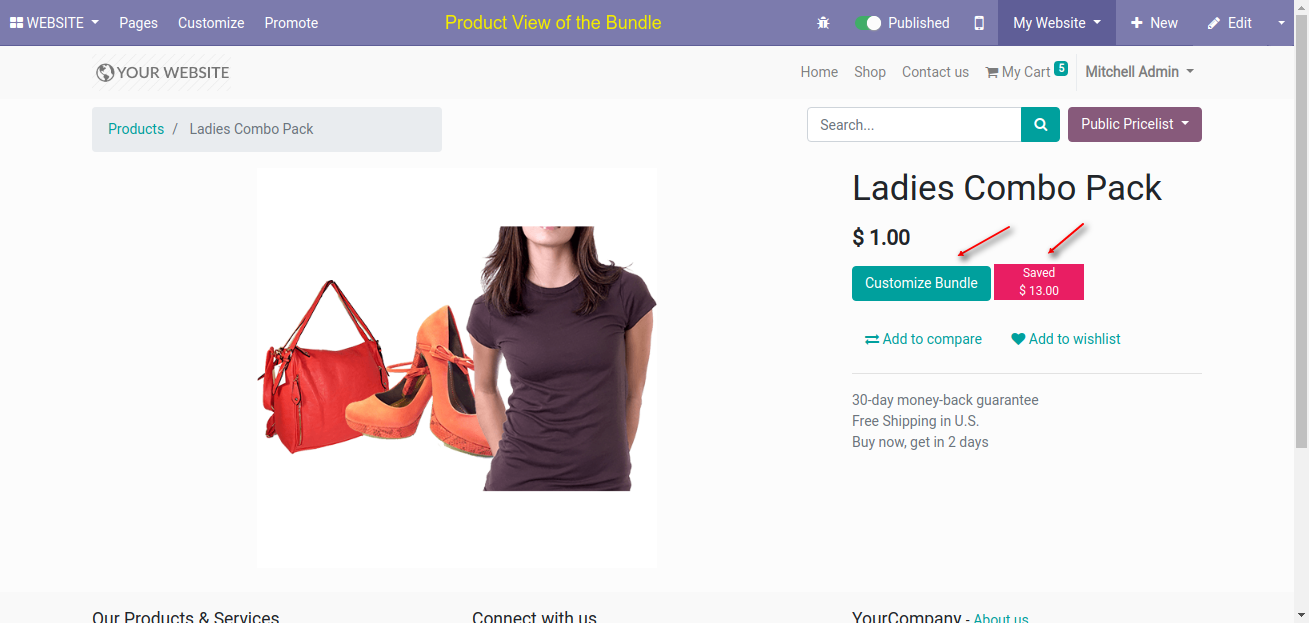 WEBSITE Pages Customize Promote Product View of the Bundle Published My Website New Edit
YOUR WEBSITE Home Shop Contact us My Cart 5 Mitchell Admin
Products / Ladies Combo Pack Search... Public Pricelist
Ladies Combo Pack
$ 1.00
Customize Bundle Saved
$ 13.00
Add to compare Add to wishlist
30-day money-back guarantee
Free Shipping in U.S.
Buy now, get in 2 days
Our Products & Services Connect with us YourCompany - About us